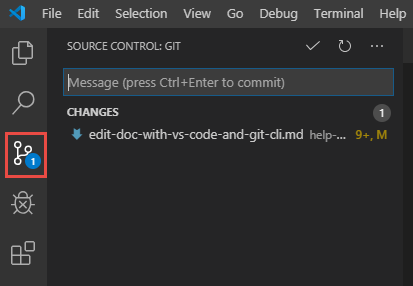 File Edit Selection View Go Debug Terminal Help
SOURCE CONTROL: GIT
Message (press Ctrl+Enter to commit)
CHANGES 1
edit-doc-with-vs-code-and-git-cli.md help-... 9+, M
1